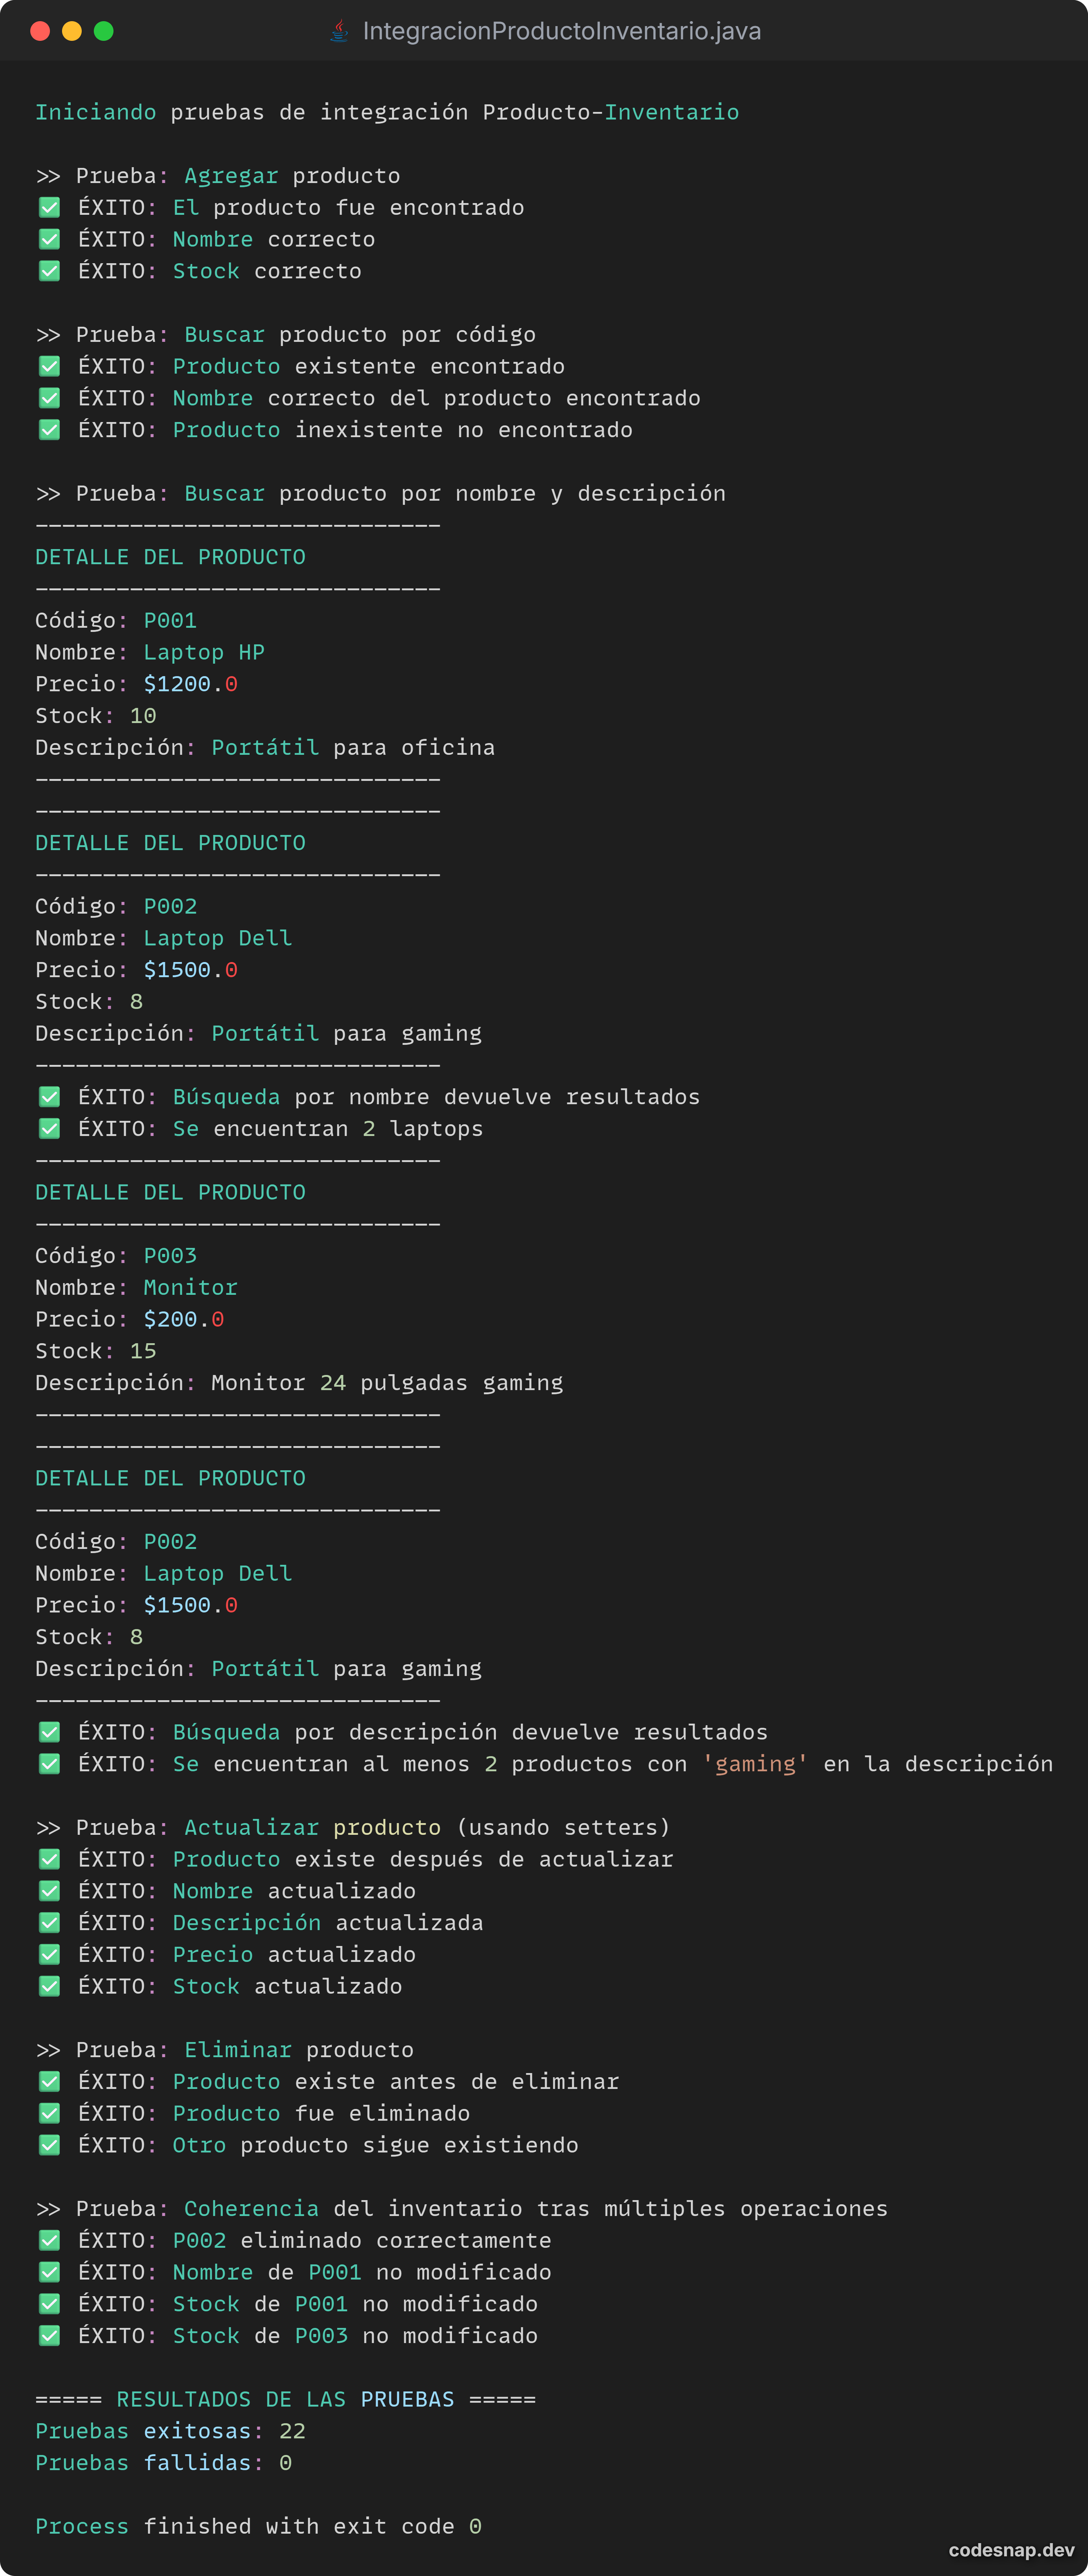 IntegracionProductoInventario.java
Iniciando pruebas de integración Producto-Inventario
>> Prueba: Agregar producto
✅ ÉXITO: El producto fue encontrado
✅ ÉXITO: Nombre correcto
✅ ÉXITO: Stock correcto
>> Prueba: Buscar producto por código
✅ ÉXITO: Producto existente encontrado
✅ ÉXITO: Nombre correcto del producto encontrado
✅ ÉXITO: Producto inexistente no encontrado
>> Prueba: Buscar producto por nombre y descripción
------------------------------
DETALLE DEL PRODUCTO
------------------------------
Código: P001
Nombre: Laptop HP
Precio: $1200.0
Stock: 10
Descripción: Portátil para oficina
------------------------------
------------------------------
DETALLE DEL PRODUCTO
------------------------------
Código: P002
Nombre: Laptop Dell
Precio: $1500.0
Stock: 8
Descripción: Portátil para gaming
------------------------------
✅ ÉXITO: Búsqueda por nombre devuelve resultados
✅ ÉXITO: Se encuentran 2 laptops
------------------------------
DETALLE DEL PRODUCTO
------------------------------
Código: P003
Nombre: Monitor
Precio: $200.0
Stock: 15
Descripción: Monitor 24 pulgadas gaming
------------------------------
------------------------------
DETALLE DEL PRODUCTO
------------------------------
Código: P002
Nombre: Laptop Dell
Precio: $1500.0
Stock: 8
Descripción: Portátil para gaming
------------------------------
✅ ÉXITO: Búsqueda por descripción devuelve resultados
✅ ÉXITO: Se encuentran al menos 2 productos con 'gaming' en la descripción
>> Prueba: Actualizar producto (usando setters)
✅ ÉXITO: Producto existe después de actualizar
✅ ÉXITO: Nombre actualizado
✅ ÉXITO: Descripción actualizada
✅ ÉXITO: Precio actualizado
✅ ÉXITO: Stock actualizado
>> Prueba: Eliminar producto
✅ ÉXITO: Producto existe antes de eliminar
✅ ÉXITO: Producto fue eliminado
✅ ÉXITO: Otro producto sigue existiendo
>> Prueba: Coherencia del inventario tras múltiples operaciones
✅ ÉXITO: P002 eliminado correctamente
✅ ÉXITO: Nombre de P001 no modificado
✅ ÉXITO: Stock de P001 no modificado
✅ ÉXITO: Stock de P003 no modificado
===== RESULTADOS DE LAS PRUEBAS =====
Pruebas exitosas: 22
Pruebas fallidas: 0
Process finished with exit code 0
codesnap.dev